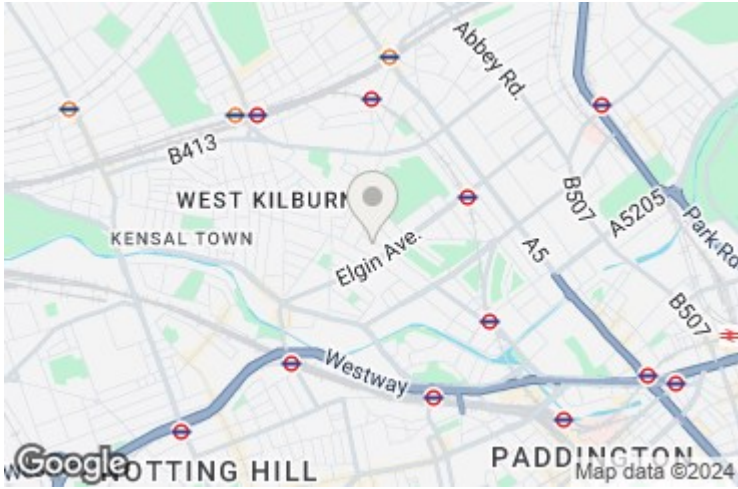 Abbey Rd.
B413
WEST KILBURN
B507
A5205
KENSAL TOWN
Park Rd
Elgin Ave.
A5
B507
Westway
PADDINGTON
NOTTING HILL
Google
Map data ©2024